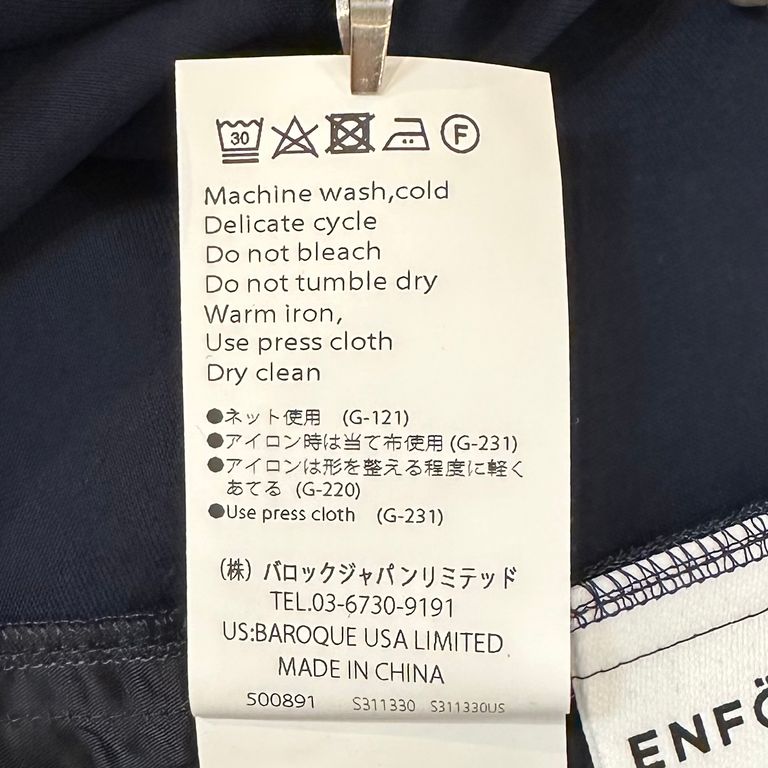 30 F
Machine wash,cold
Delicate cycle
Do not bleach
Do not tumble dry
Warm iron,
Use press cloth
Dry clean
●ネット使用 (G-121)
●アイロン時は当て布使用 (G-231)
●アイロンは形を整える程度に軽く
あてる (G-220)
●Use press cloth (G-231)
(株) バロックジャパンリミテッド
TEL.03-6730-9191
US:BAROQUE USA LIMITED
MADE IN CHINA
500891 S311330 S311330US
ENFÖ